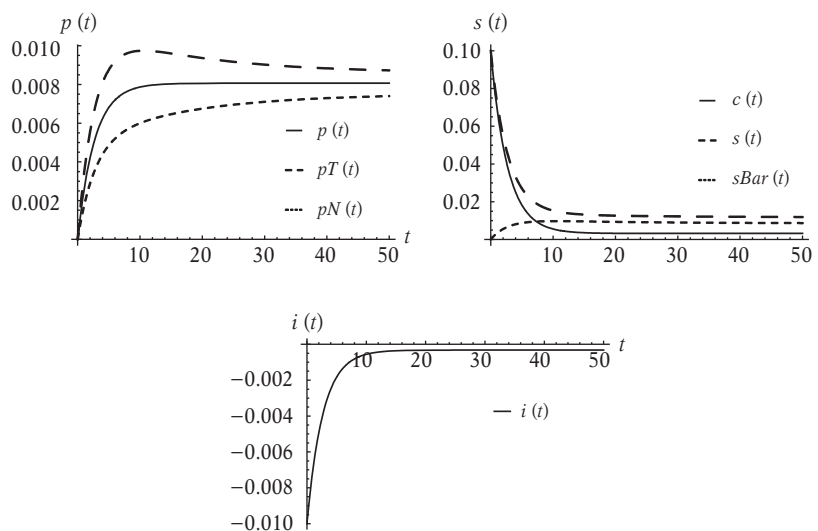 p (t)
0.010
0.008
0.006
0.004
0.002
10 20 30 40 50 t
p (t)
pT (t)
pN (t)
s (t)
0.10
0.08
0.06
0.04
0.02
10 20 30 40 50
c (t)
s (t)
sBar (t)
i (t)
10 20 30 40 50 t
−0.002
−0.004
−0.006
−0.008
−0.010
i (t)